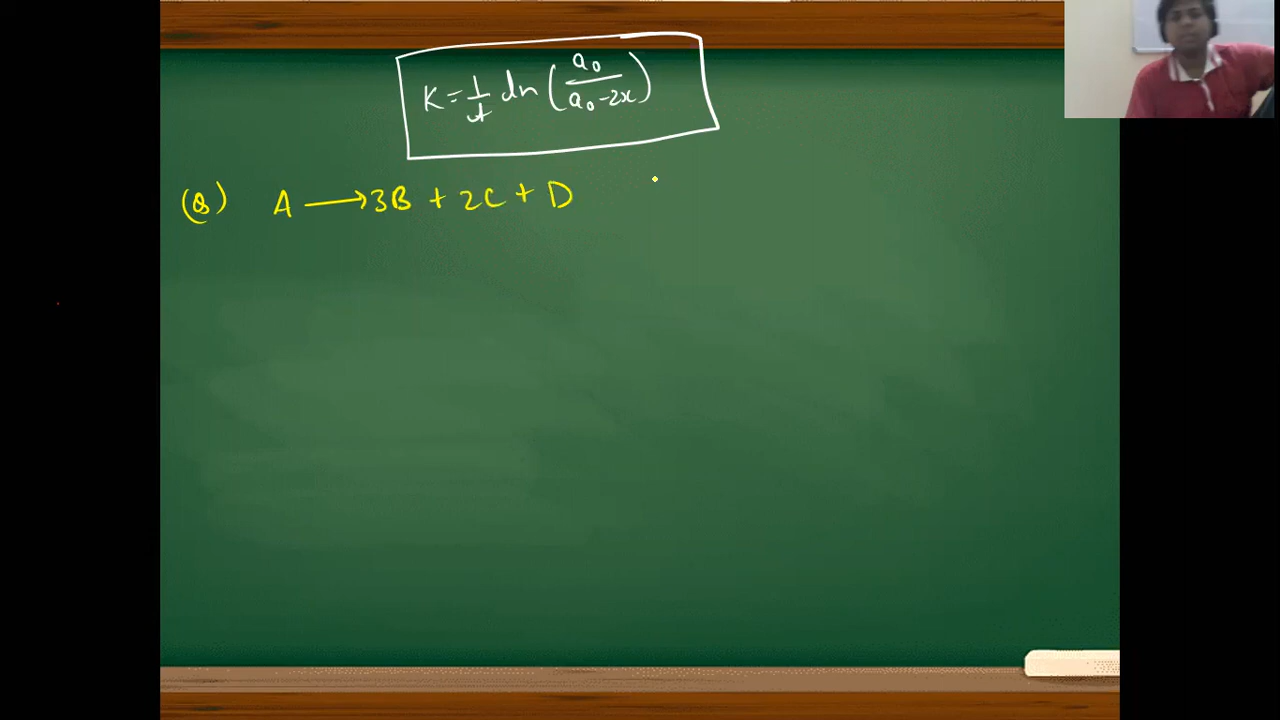 K = 1/t ln(a₀/a₀-2x)
(Q) A ⟶ 3B + 2C + D